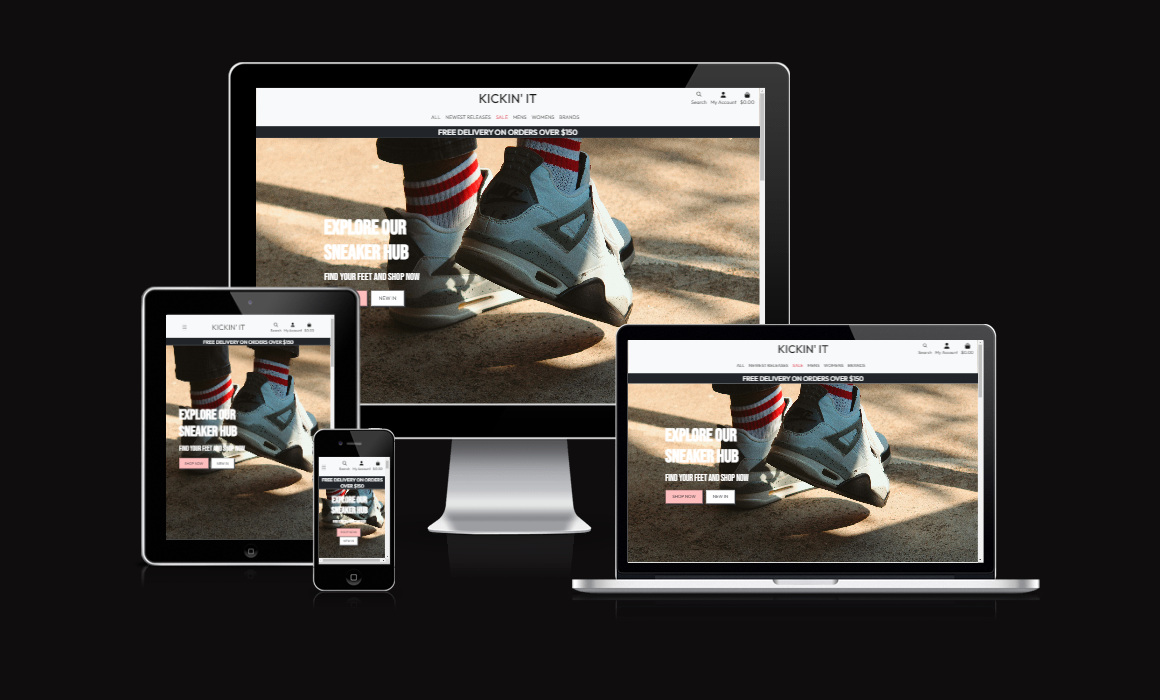 KICKIN' IT
Search My Account $0.00
ALL NEWEST RELEASES SALE MENS WOMENS BRANDS
FREE DELIVERY ON ORDERS OVER $150
EXPLORE OUR
SNEAKER HUB
FIND YOUR FEET AND SHOP NOW
NEW IN
KICKIN' IT
Search My Account $0.00
FREE DELIVERY ON ORDERS OVER $150
EXPLORE OUR
SNEAKER HUB
FIND YOUR FEET AND SHOP NOW
SHOP NOW NEW IN
Search My Account $0.00
FREE DELIVERY ON ORDERS
OVER $150
EXPLORE OUR
SNEAKER HUB
SHOP NOW
NEW IN
KICKIN' IT
Search My Account $0.00
ALL NEWEST RELEASES SALE MENS WOMENS BRANDS
FREE DELIVERY ON ORDERS OVER $150
EXPLORE OUR
SNEAKER HUB
FIND YOUR FEET AND SHOP NOW
SHOP NOW NEW IN